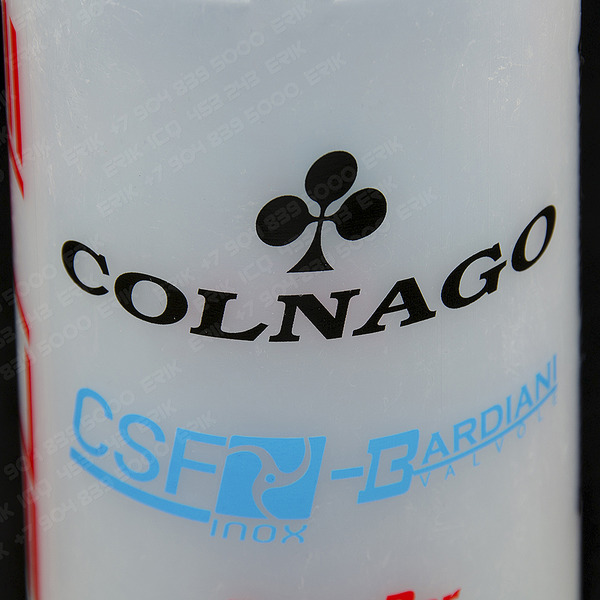 COLNAGO
CSF - BARDIANI
VALVOLE
inox